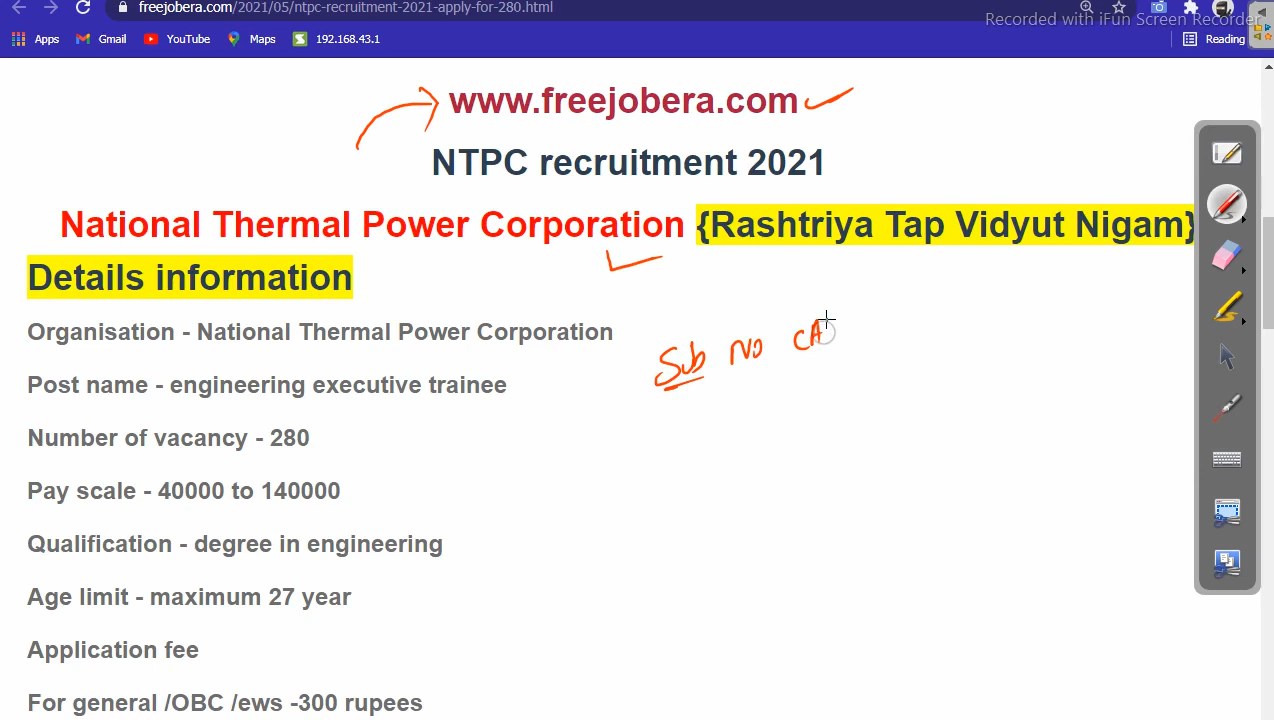 freejobera.com/2021/05/ntpc-recruitment-2021-apply-for-280.html
Recorded with iFun Screen Recorder
Apps Gmail YouTube Maps 192.168.43.1 Reading
www.freejobera.com
NTPC recruitment 2021
National Thermal Power Corporation {Rashtriya Tap Vidyut Nigam}
Details information
Organisation - National Thermal Power Corporation
Sub NO CA
Post name - engineering executive trainee
Number of vacancy - 280
Pay scale - 40000 to 140000
Qualification - degree in engineering
Age limit - maximum 27 year
Application fee
For general /OBC /ews -300 rupees